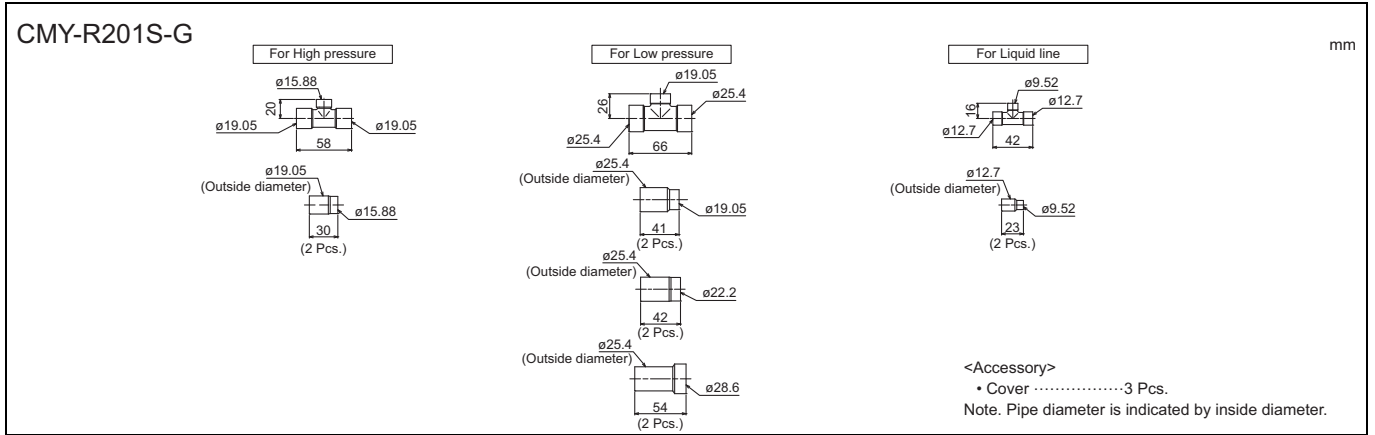 CMY-R201S-G
mm
For High pressure
ø15.88
20
ø19.05
ø19.05
58
ø19.05
(Outside diameter)
ø15.88
30
(2 Pcs.)
For Low pressure
ø19.05
26
ø25.4
ø25.4
66
ø25.4
(Outside diameter)
ø19.05
41
(2 Pcs.)
ø25.4
(Outside diameter)
ø22.2
42
(2 Pcs.)
ø25.4
(Outside diameter)
ø28.6
54
(2 Pcs.)
For Liquid line
ø9.52
16
ø12.7
ø12.7
42
ø12.7
(Outside diameter)
ø9.52
23
(2 Pcs.)
<Accessory>
• Cover ·················3 Pcs.
Note. Pipe diameter is indicated by inside diameter.